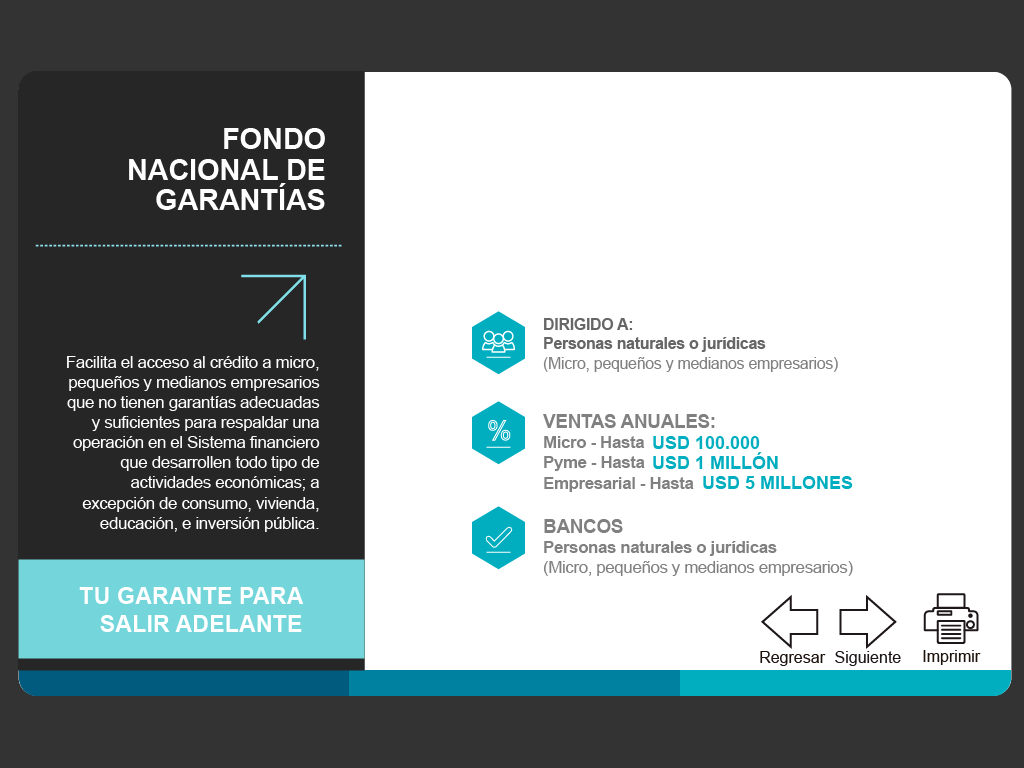 FONDO
NACIONAL DE
GARANTÍAS
Facilita el acceso al crédito a micro,
pequeños y medianos empresarios
que no tienen garantías adecuadas
y suficientes para respaldar una
operación en el Sistema financiero
que desarrollen todo tipo de
actividades económicas; a
excepción de consumo, vivienda,
educación, e inversión pública.
TU GARANTE PARA
SALIR ADELANTE
DIRIGIDO A:
Personas naturales o jurídicas
(Micro, pequeños y medianos empresarios)
%
VENTAS ANUALES:
Micro - Hasta USD 100.000
Pyme - Hasta USD 1 MILLÓN
Empresarial - Hasta USD 5 MILLONES
BANCOS
Personas naturales o jurídicas
(Micro, pequeños y medianos empresarios)
Regresar Siguiente Imprimir